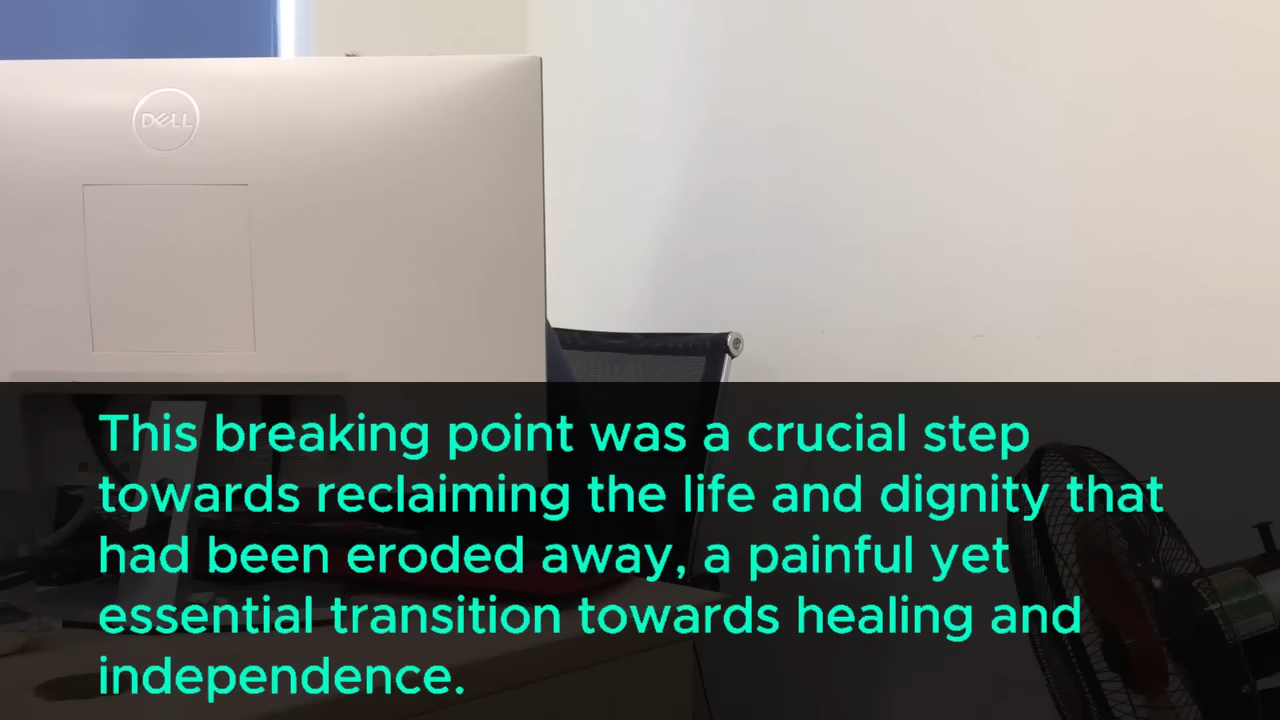 DELL
This breaking point was a crucial step
towards reclaiming the life and dignity that
had been eroded away, a painful yet
essential transition towards healing and
independence.